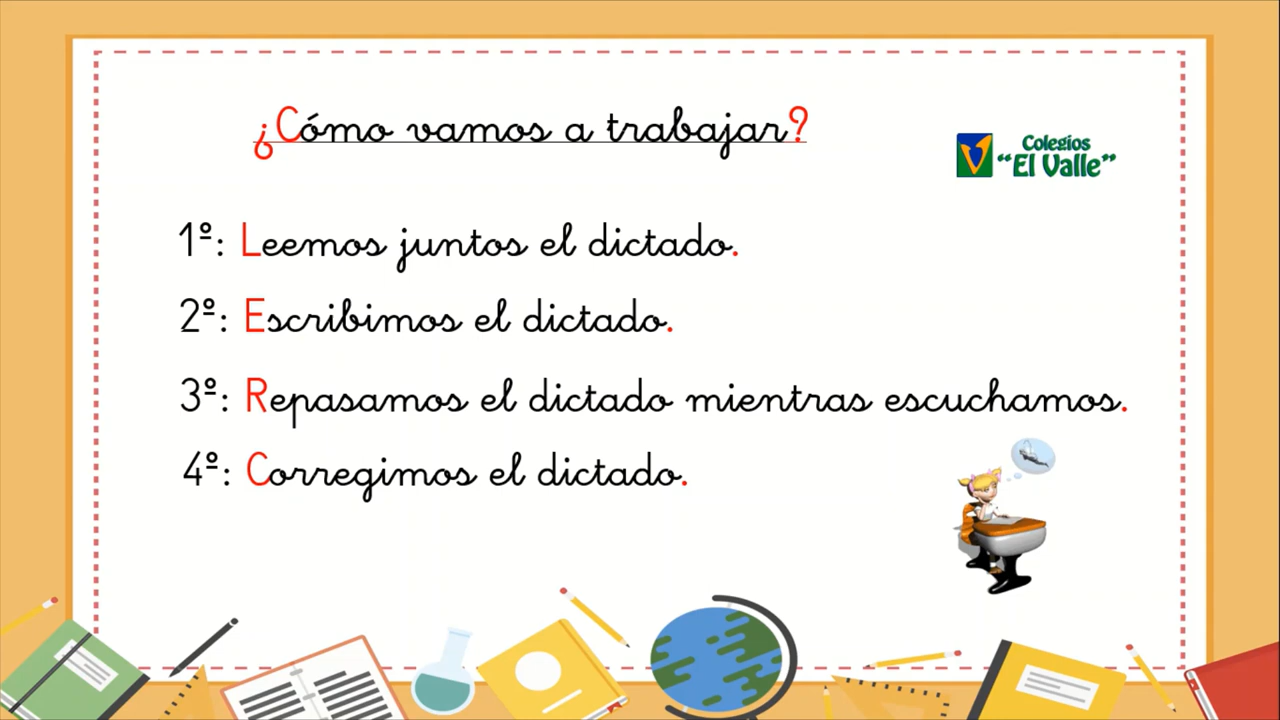 ¿Cómo vamos a trabajar?
Colegios
"El Valle"
1º: Leemos juntos el dictado.
2º: Escribimos el dictado.
3º: Repasamos el dictado mientras escuchamos.
4º: Corregimos el dictado.